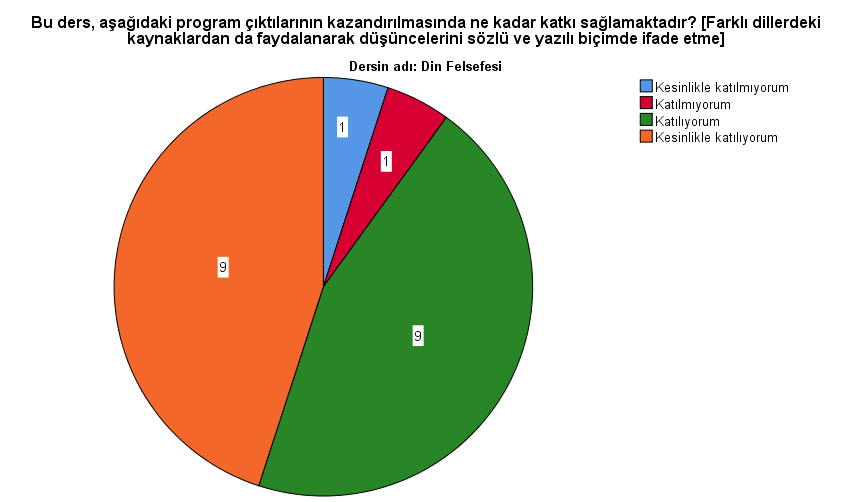 Bu ders, aşağıdaki program çıktılarının kazandırılmasında ne kadar katkı sağlamaktadır? [Farklı dillerdeki
kaynaklardan da faydalanarak düşüncelerini sözlü ve yazılı biçimde ifade etme]
Dersin adı: Din Felsefesi
Kesinlikle katılmıyorum
Katılmıyorum
Katılıyorum
Kesinlikle katılıyorum
1
1
9
9